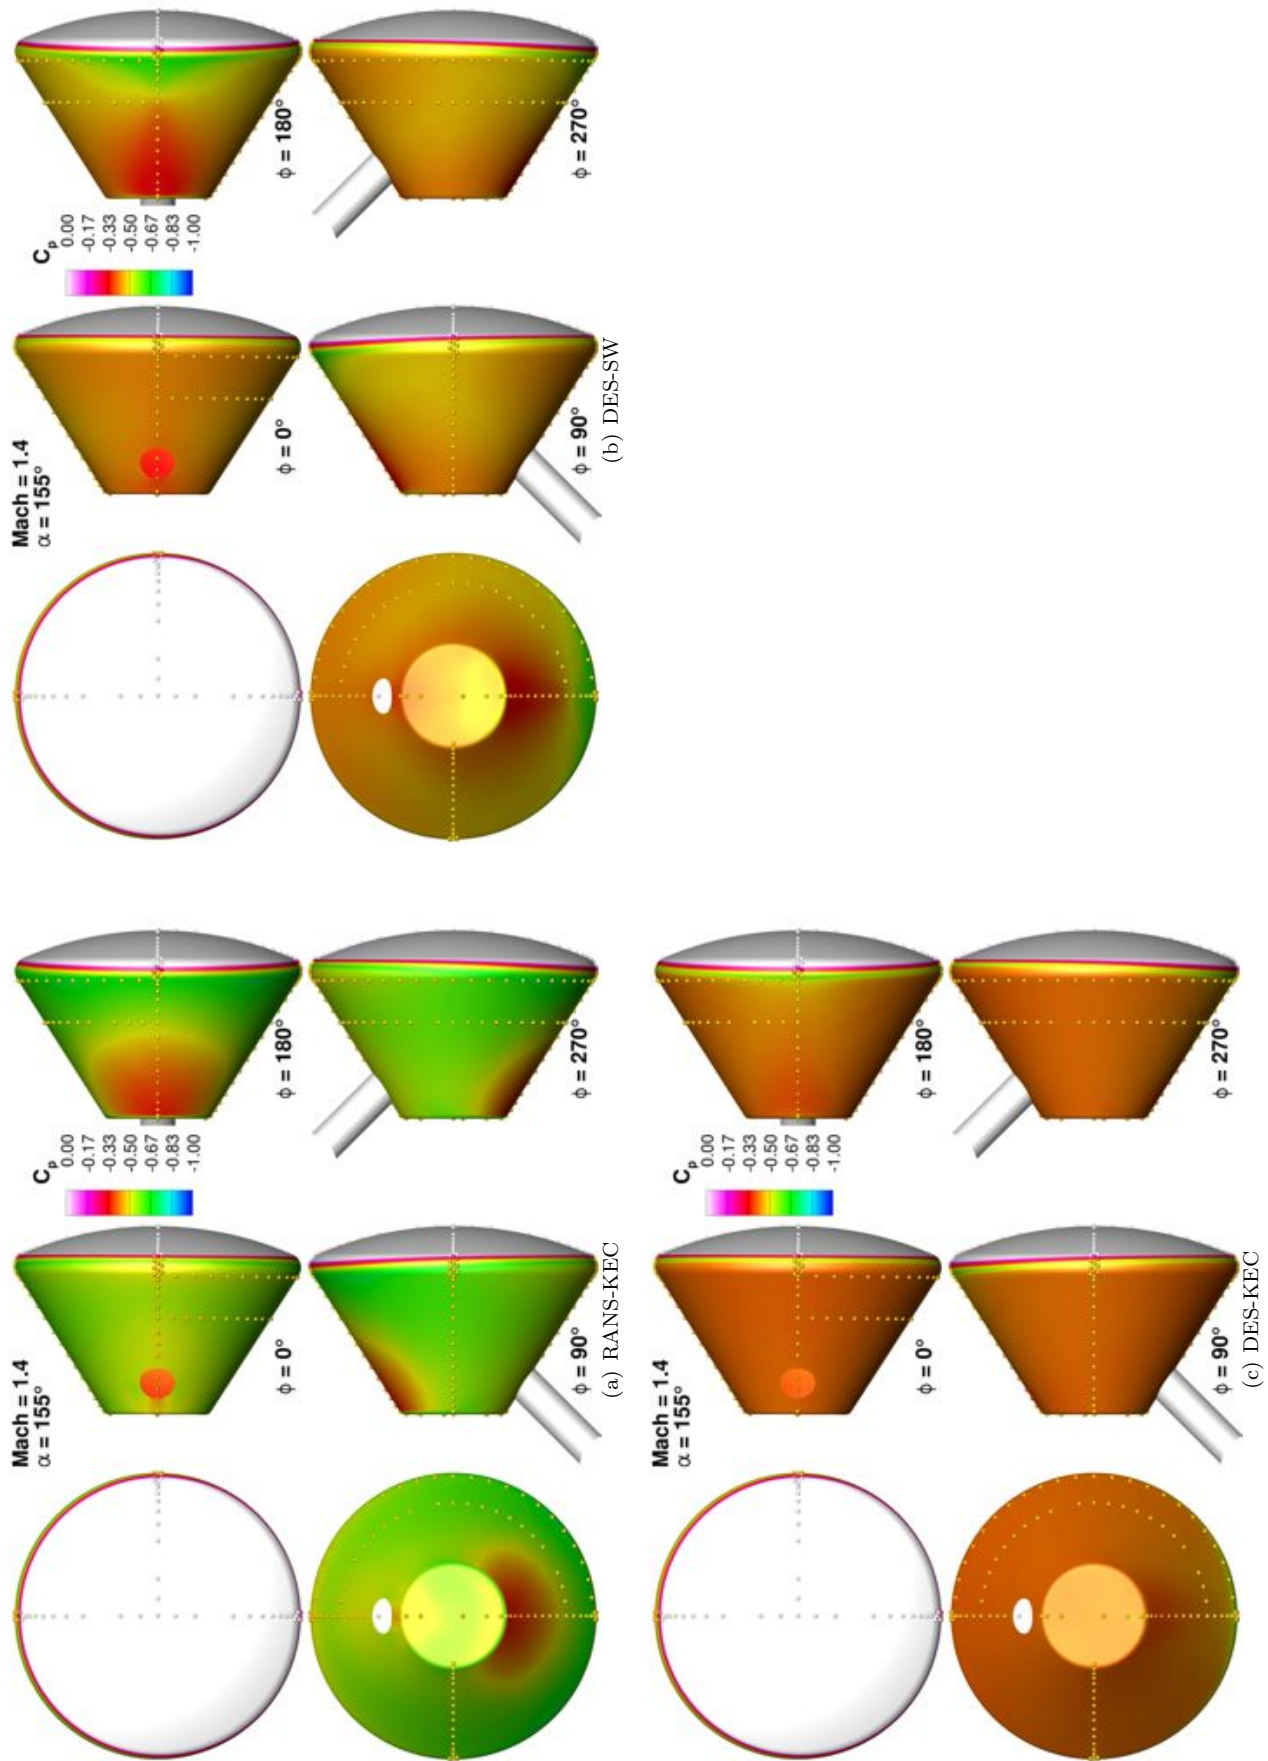 Mach = 1.4
α = 155°
Cp
0.00
-0.17
-0.33
-0.50
-0.67
-0.83
-1.00
ϕ = 0°
ϕ = 180°
ϕ = 90°
ϕ = 270°
(a) RANS-KEC
Mach = 1.4
α = 155°
Cp
0.00
-0.17
-0.33
-0.50
-0.67
-0.83
-1.00
ϕ = 0°
ϕ = 180°
ϕ = 90°
ϕ = 270°
(b) DES-SW
Mach = 1.4
α = 155°
Cp
0.00
-0.17
-0.33
-0.50
-0.67
-0.83
-1.00
ϕ = 0°
ϕ = 180°
ϕ = 90°
ϕ = 270°
(c) DES-KEC